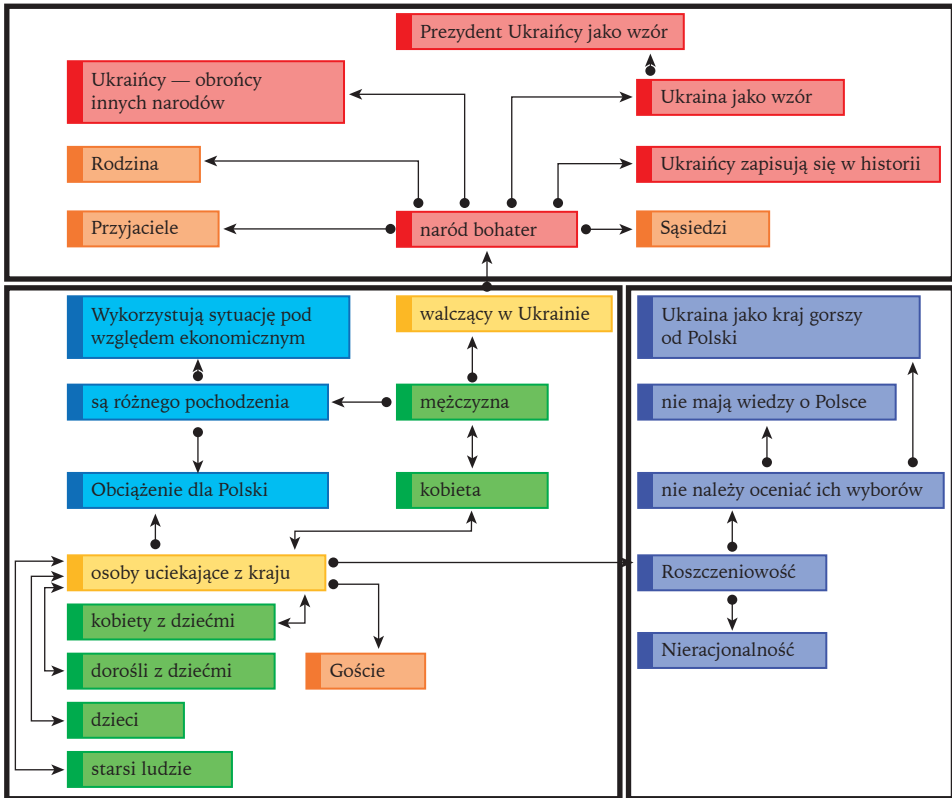 Prezydent Ukraińcy jako wzór
Ukraińcy — obrońcy
innych narodów
Ukraina jako wzór
Rodzina
Ukraińcy zapisują się w historii
Przyjaciele
naród bohater
Sąsiedzi
Wykorzystują sytuację pod
względem ekonomicznym
walczący w Ukrainie
są różnego pochodzenia
mężczyzna
Obciążenie dla Polski
kobieta
osoby uciekające z kraju
kobiety z dziećmi
dorośli z dziećmi
Goście
dzieci
starsi ludzie
Ukraina jako kraj gorszy
od Polski
nie mają wiedzy o Polsce
nie należy oceniać ich wyborów
Roszczeniowość
Nieracjonalność